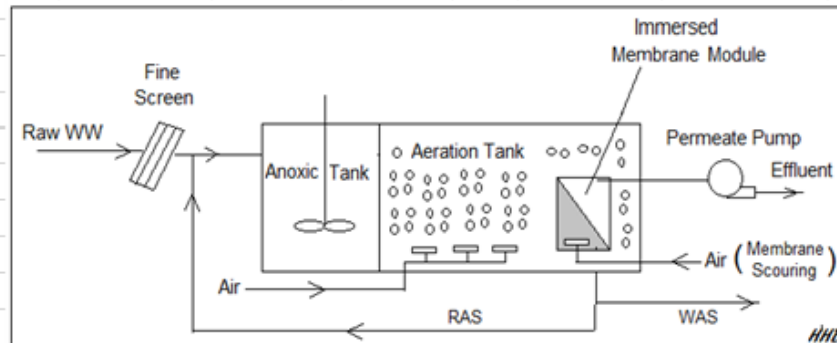 Immersed
Membrane Module
Fine
Screen
Raw WW
Permeate Pump
Effluent
Anoxic Tank
Aeration Tank
Air
Air (Membrane
Scouring)
RAS
WAS